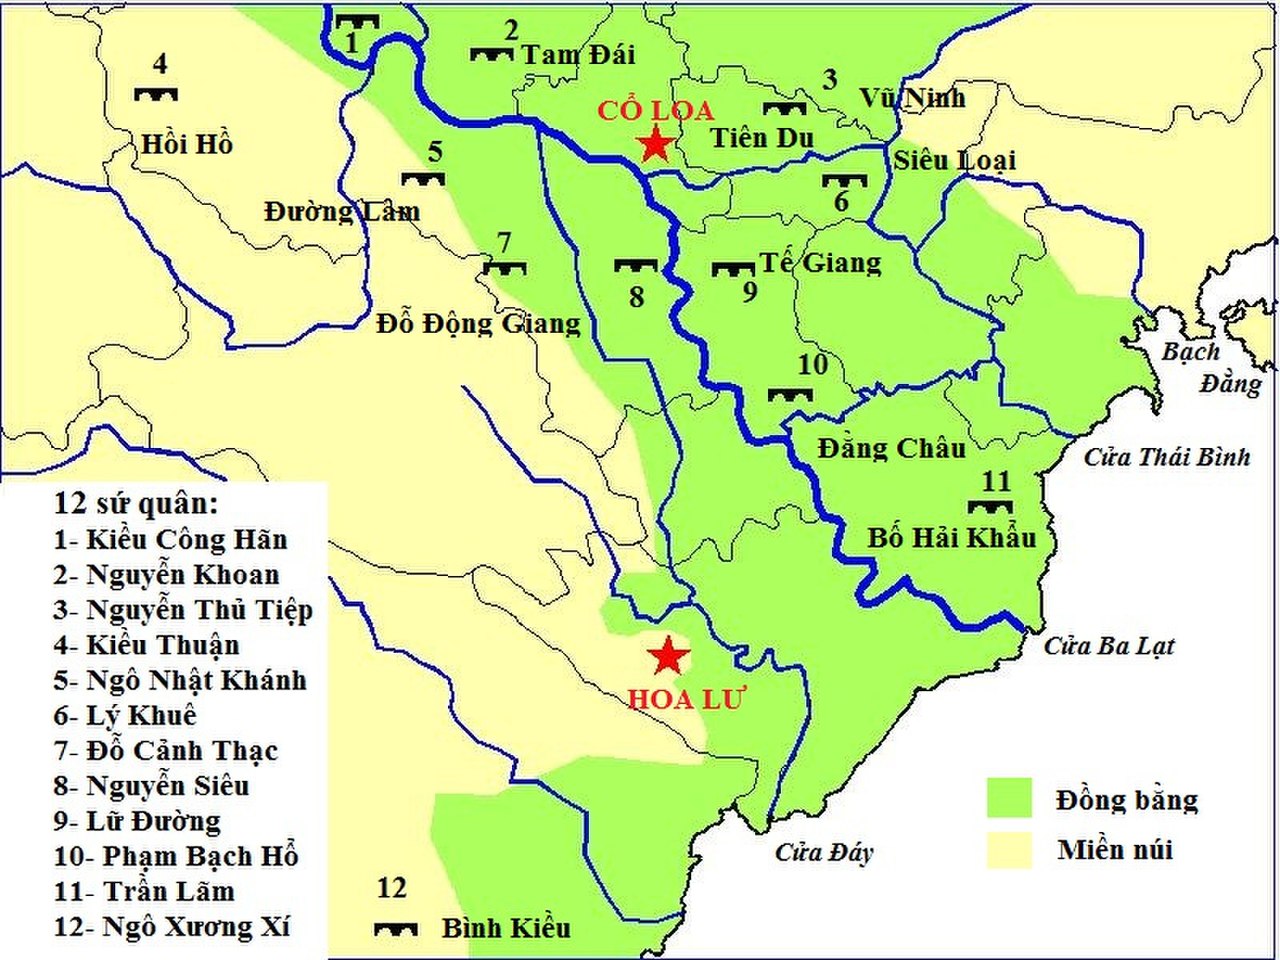 1
2
Tam Đái
3
4
Vũ Ninh
CỔ LOA
Tiên Du
Hồi Hồ
5
Siêu Loại
6
Đường Lâm
7
Tế Giang
8
9
Đỗ Động Giang
Bạch
Đằng
10
Đằng Châu
Cửa Thái Bình
11
Bố Hải Khẩu
12 sứ quân:
1- Kiều Công Hãn
2- Nguyễn Khoan
3- Nguyễn Thủ Tiệp
4- Kiều Thuận
5- Ngô Nhật Khánh
6- Lý Khuê
7- Đỗ Cảnh Thạc
8- Nguyễn Siêu
9- Lữ Đường
10- Phạm Bạch Hổ
11- Trần Lãm
12- Ngô Xương Xí
Cửa Ba Lạt
HOA LƯ
Đồng bằng
Miền núi
Cửa Đáy
12
Bình Kiều